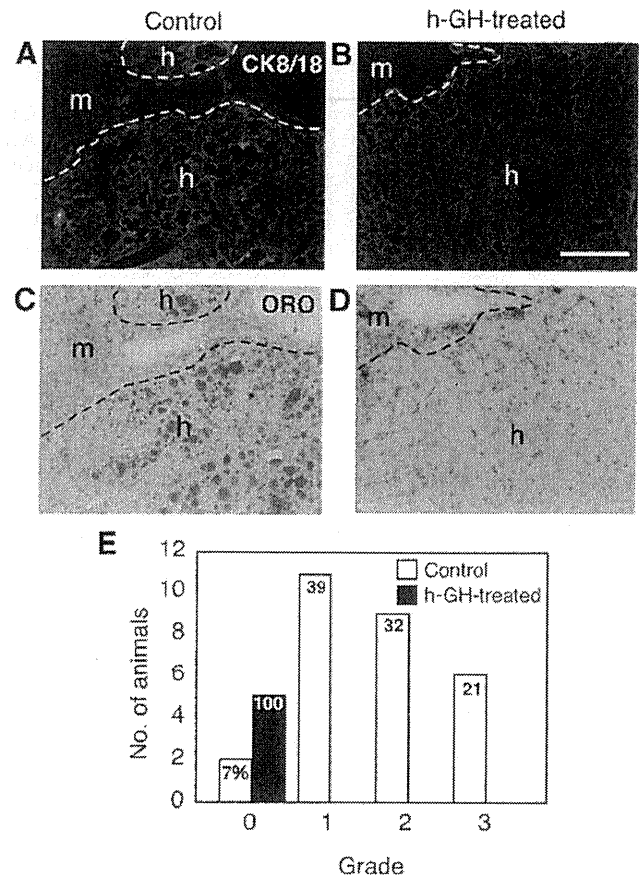 Control h-GH-treated
A h CK8/18 B
m m
h h
C h ORO D
m m
h h
E
12
10
8
6
4
2
0
No. of animals
Control
h-GH-treated
7% 100 39 32 21
0 1 2 3
Grade